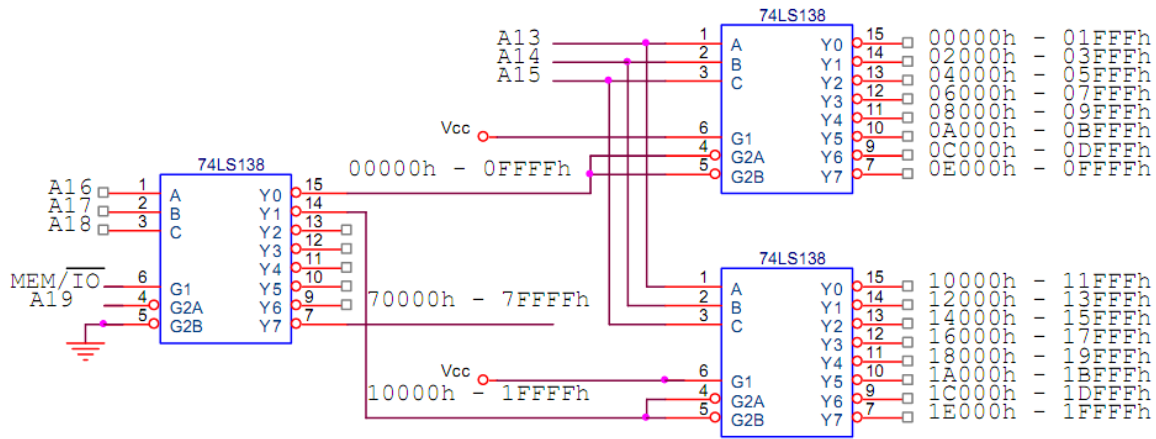 74LS138
A13 1 A Y0 15 00000h - 01FFFh
A14 2 B Y1 14 02000h - 03FFFh
A15 3 C Y2 13 04000h - 05FFFh
Y3 12 06000h - 07FFFh
Y4 11 08000h - 09FFFh
Vcc 6 G1 Y5 10 0A000h - 0BFFFh
4 G2A Y6 9 0C000h - 0DFFFh
5 G2B Y7 7 0E000h - 0FFFFh
00000h - 0FFFFh
74LS138
A16 1 A Y0 15
A17 2 B Y1 14
A18 3 C Y2 13
Y3 12
Y4 11
MEM/IO 6 G1 Y5 10
A19 4 G2A Y6 9
5 G2B Y7 7
70000h - 7FFFFh
10000h - 1FFFFh
74LS138
1 A Y0 15 10000h - 11FFFh
2 B Y1 14 12000h - 13FFFh
3 C Y2 13 14000h - 15FFFh
Y3 12 16000h - 17FFFh
Y4 11 18000h - 19FFFh
Vcc 6 G1 Y5 10 1A000h - 1BFFFh
4 G2A Y6 9 1C000h - 1DFFFh
5 G2B Y7 7 1E000h - 1FFFFh